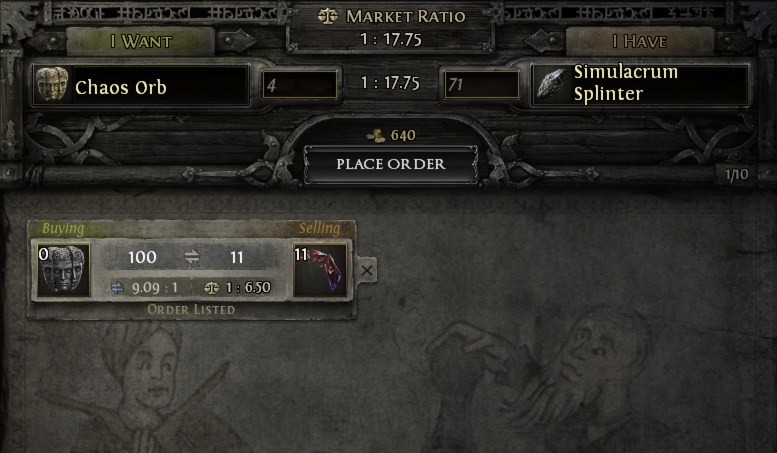 MARKET RATIO
1 : 17.75
I WANT
I HAVE
Chaos Orb
4
1 : 17.75
71
Simulacrum
Splinter
640
PLACE ORDER
1/10
Buying
Selling
0
100
11
11
9.09 : 1
1 : 6.50
ORDER LISTED